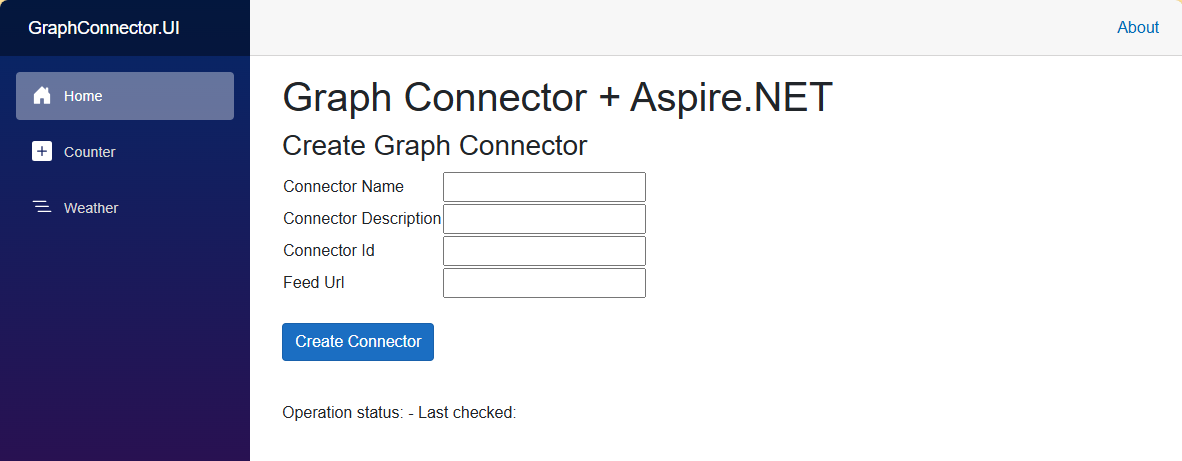 GraphConnector.UI
About
Home
Counter
Weather
Graph Connector + Aspire.NET
Create Graph Connector
Connector Name
Connector Description
Connector Id
Feed Url
Create Connector
Operation status: - Last checked: